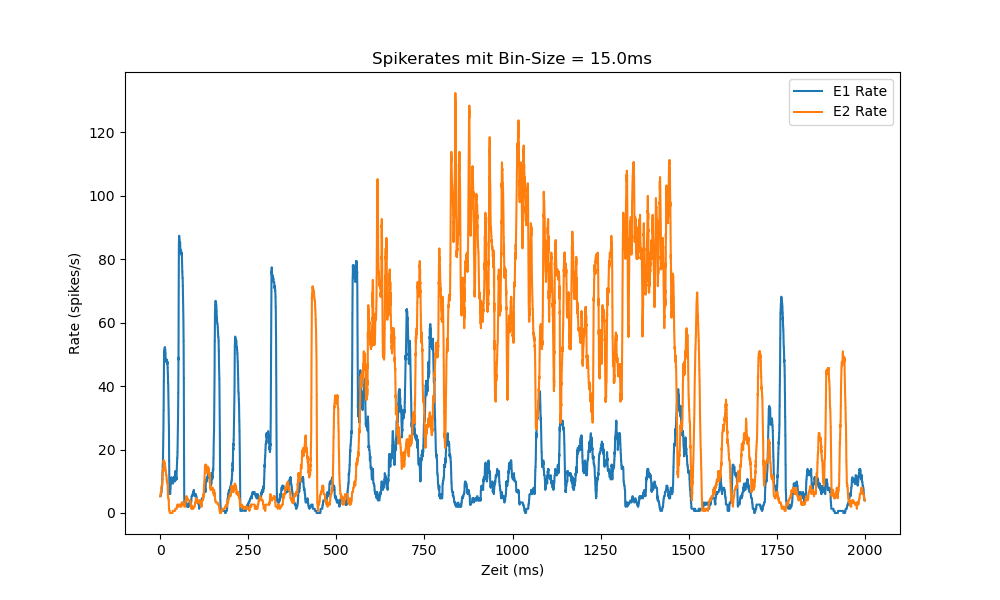 Spikerates mit Bin-Size = 15.0ms
E1 Rate
E2 Rate
Rate (spikes/s)
120
100
80
60
40
20
0
0 250 500 750 1000 1250 1500 1750 2000
Zeit (ms)